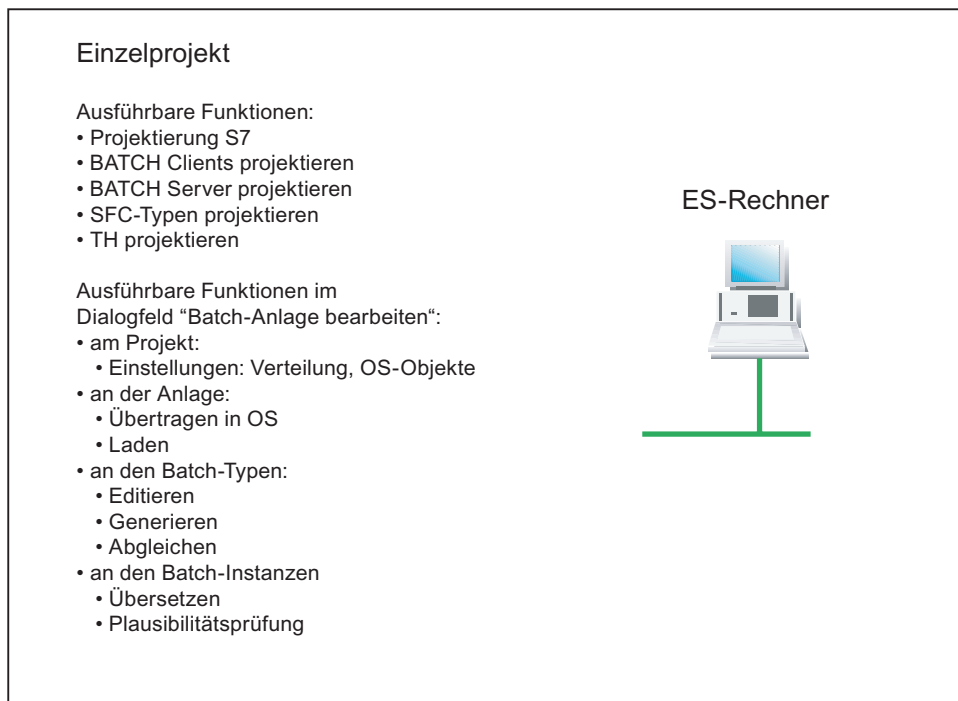 Einzelprojekt
Ausführbare Funktionen:
• Projektierung S7
• BATCH Clients projektieren
• BATCH Server projektieren
• SFC-Typen projektieren
• TH projektieren
Ausführbare Funktionen im
Dialogfeld “Batch-Anlage bearbeiten“:
• am Projekt:
• Einstellungen: Verteilung, OS-Objekte
• an der Anlage:
• Übertragen in OS
• Laden
• an den Batch-Typen:
• Editieren
• Generieren
• Abgleichen
• an den Batch-Instanzen
• Übersetzen
• Plausibilitätsprüfung
ES-Rechner